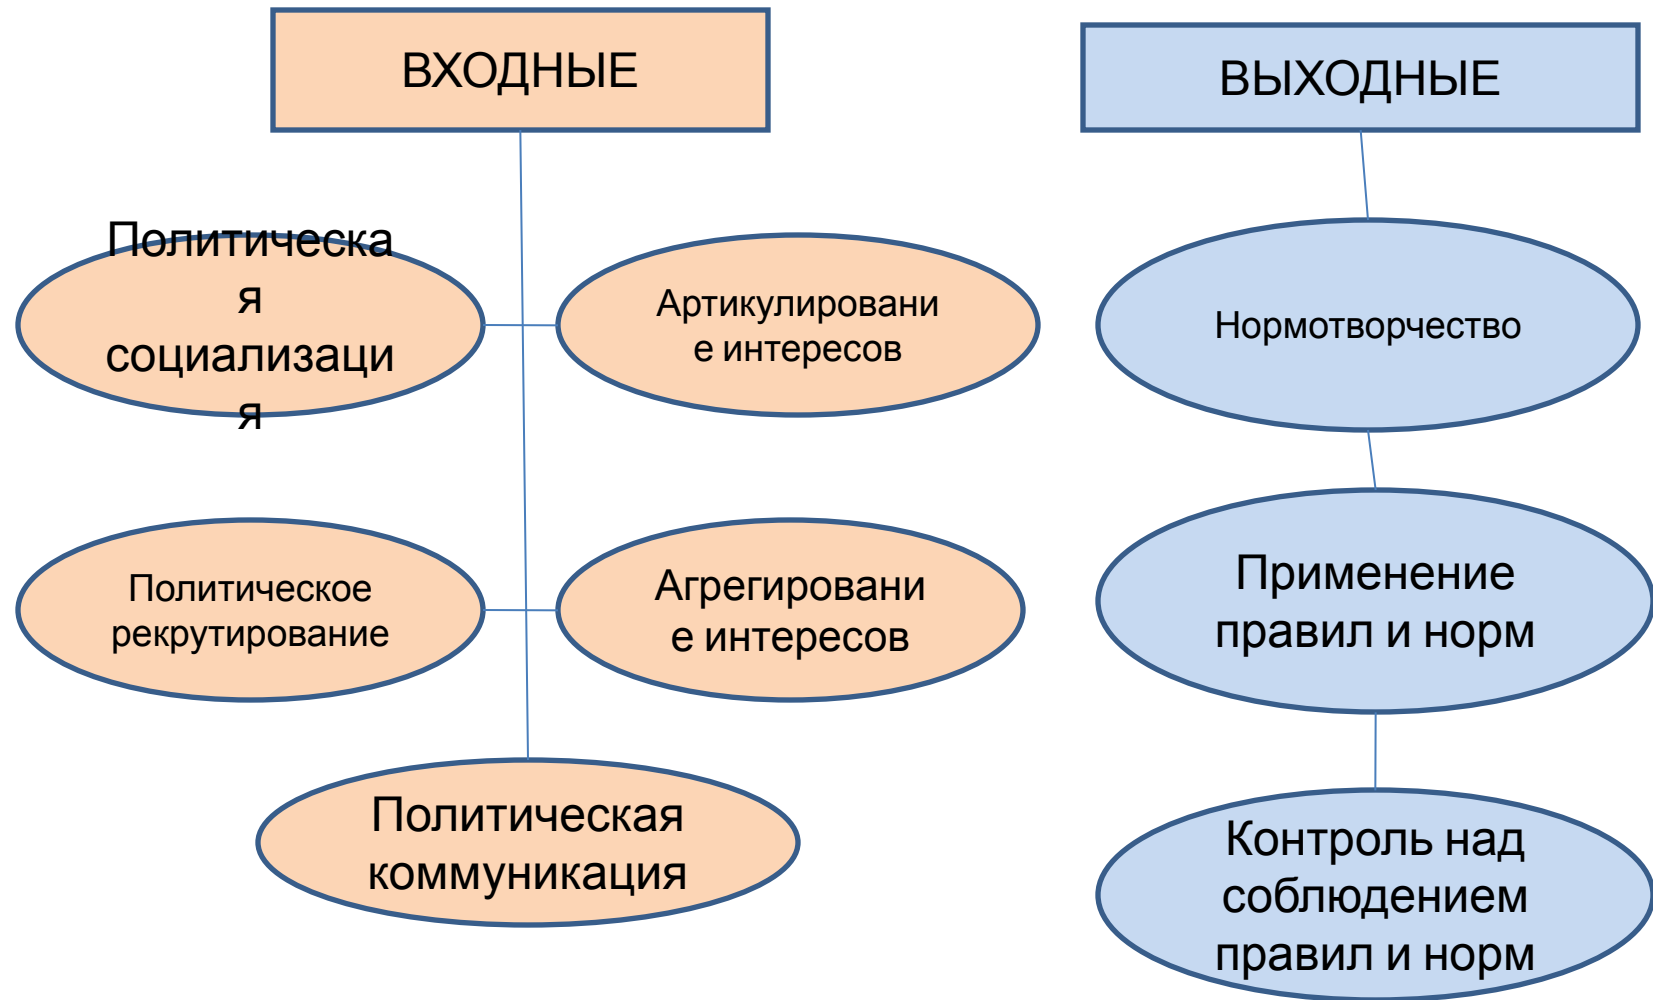 ВХОДНЫЕ
ВЫХОДНЫЕ
Политическа
я
социализаци
я
Артикулировани
е интересов
Нормотворчество
Политическое
рекрутирование
Агрегировани
е интересов
Применение
правил и норм
Политическая
коммуникация
Контроль над
соблюдением
правил и норм